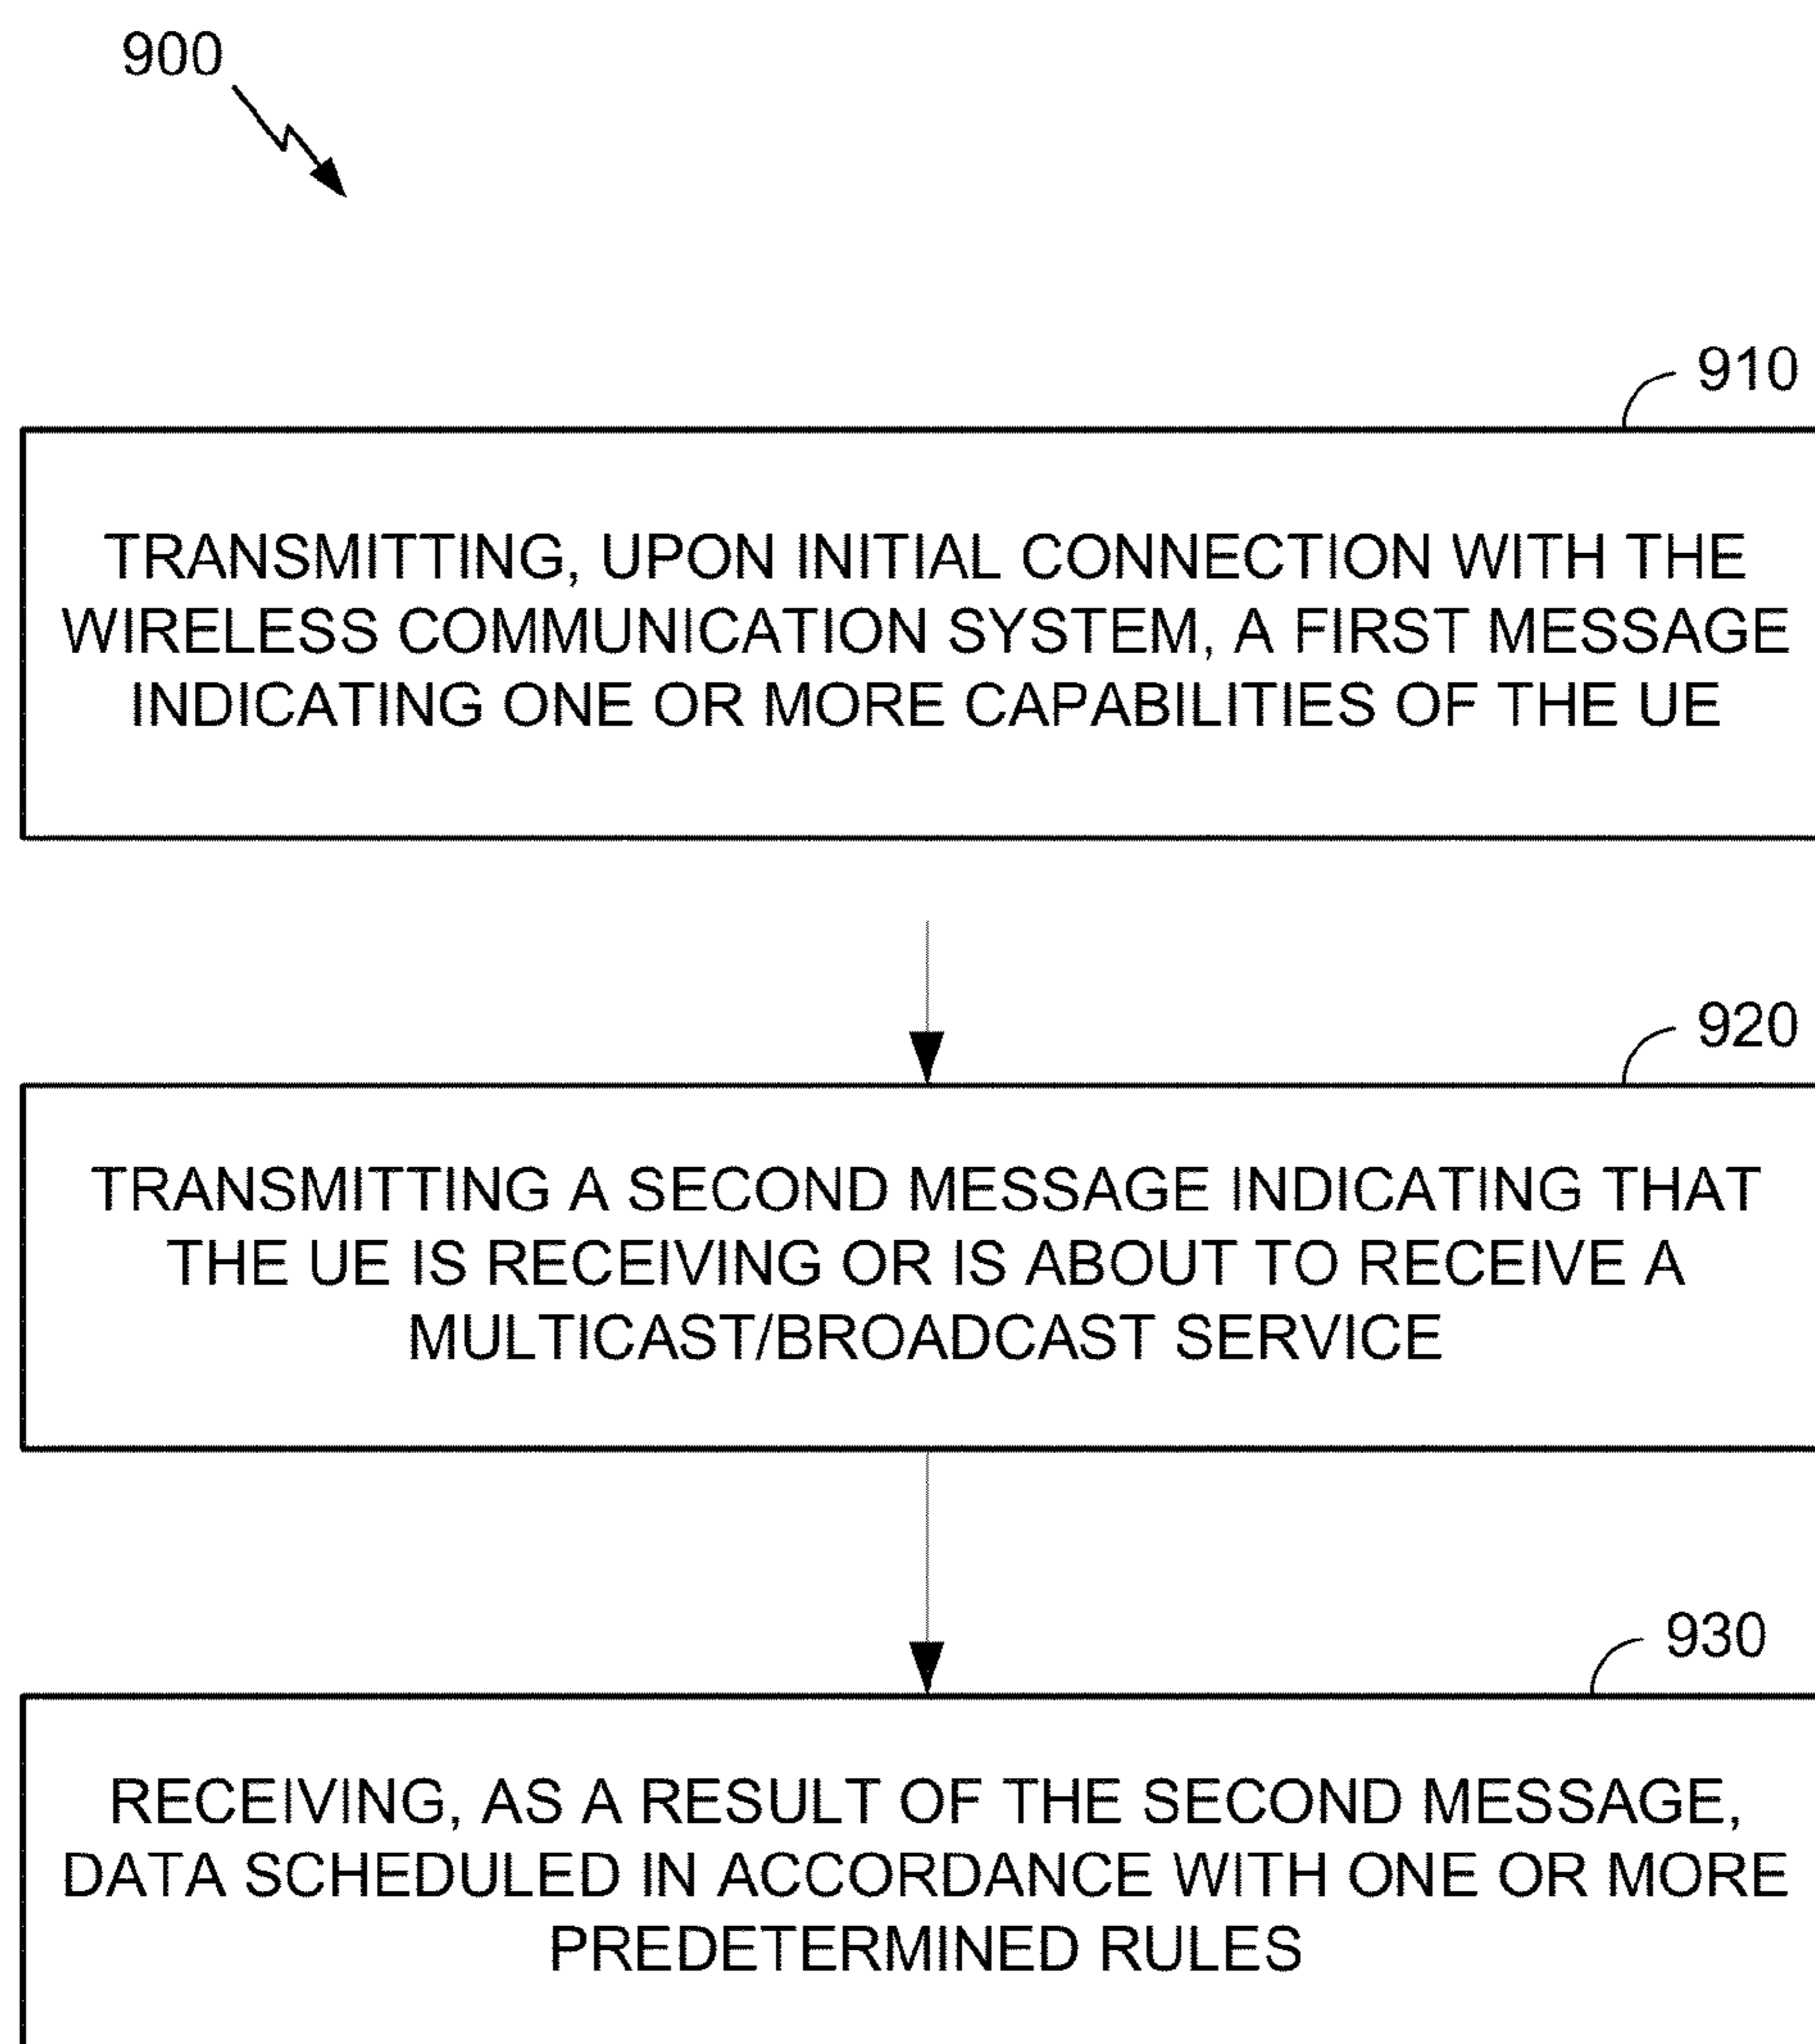 900
910
TRANSMITTING, UPON INITIAL CONNECTION WITH THE
WIRELESS COMMUNICATION SYSTEM, A FIRST MESSAGE
INDICATING ONE OR MORE CAPABILITIES OF THE UE
920
TRANSMITTING A SECOND MESSAGE INDICATING THAT
THE UE IS RECEIVING OR IS ABOUT TO RECEIVE A
MULTICAST/BROADCAST SERVICE
930
RECEIVING, AS A RESULT OF THE SECOND MESSAGE,
DATA SCHEDULED IN ACCORDANCE WITH ONE OR MORE
PREDETERMINED RULES